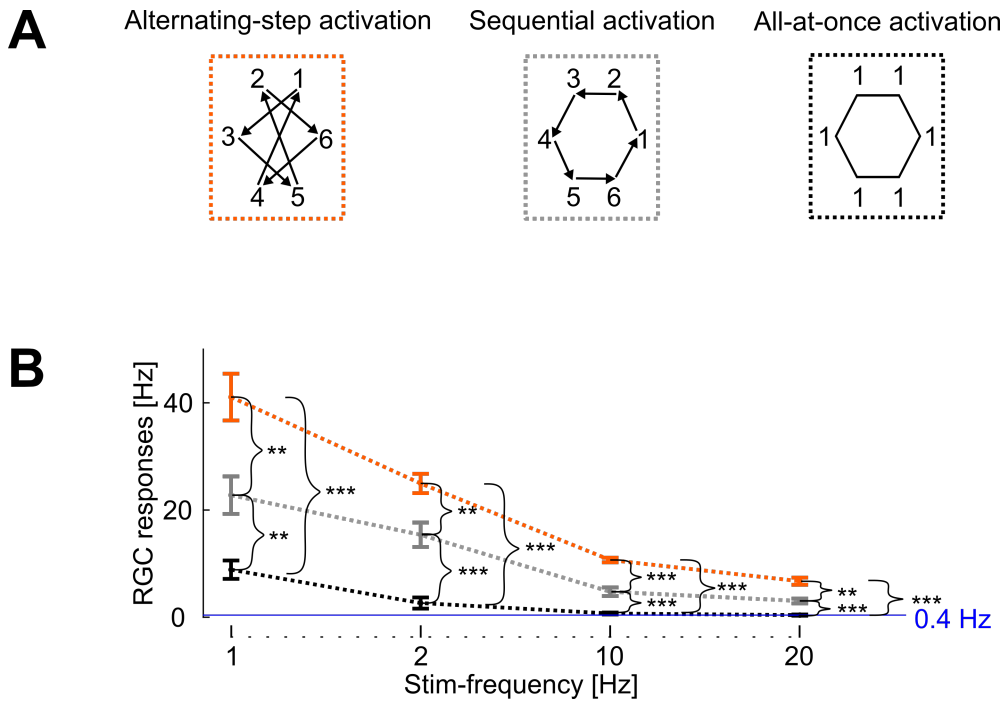 A
Alternating-step activation
Sequential activation
All-at-once activation
2 1
3 6
4 5
3 2
4 1
5 6
1 1
1 1
1 1
B
RGC responses [Hz]
40
20
0
**
**
***
**
***
***
***
***
***
**
***
***
0.4 Hz
1 2 10 20
Stim-frequency [Hz]